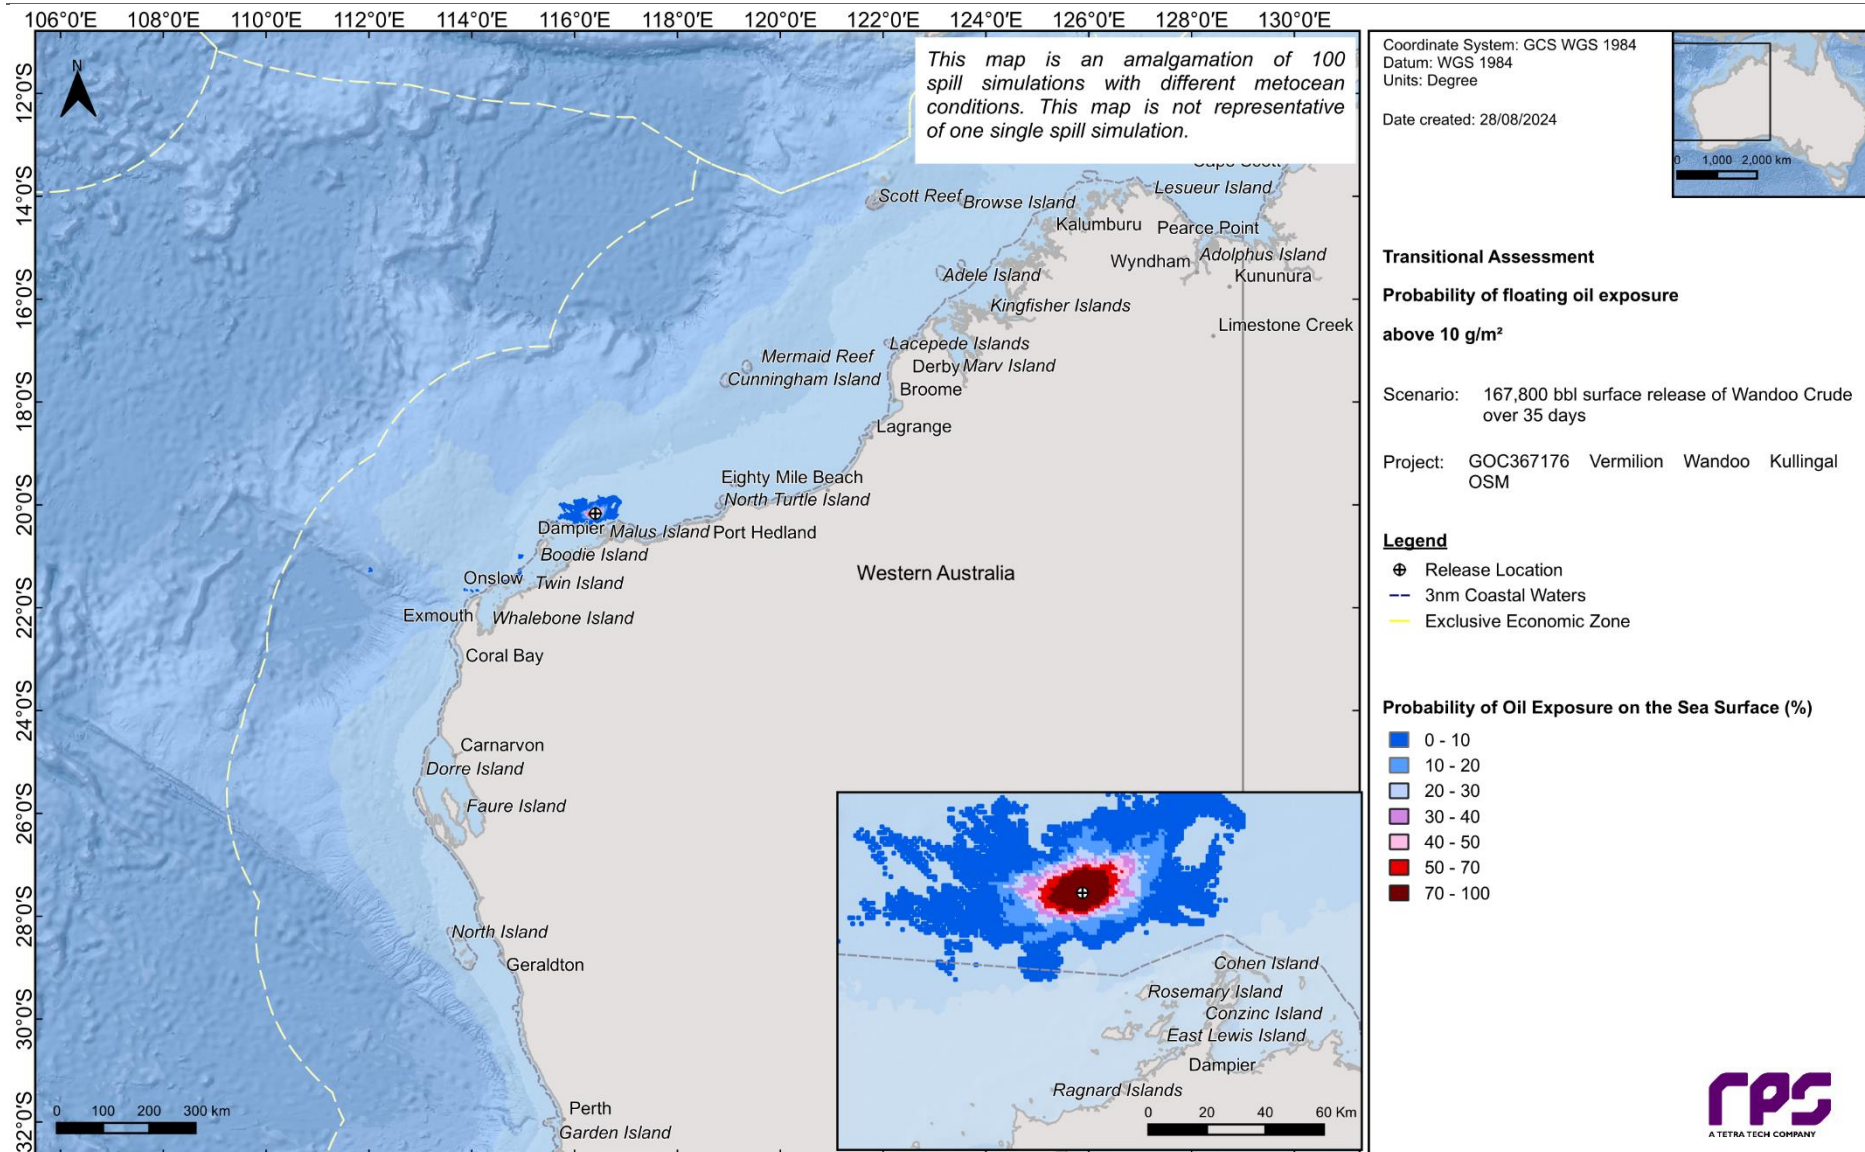 106°0'E 108°0'E 110°0'E 112°0'E 114°0'E 116°0'E 118°0'E 120°0'E 122°0'E 124°0'E 126°0'E 128°0'E 130°0'E
12°0'S
14°0'S
16°0'S
18°0'S
20°0'S
22°0'S
24°0'S
26°0'S
28°0'S
30°0'S
32°0'S
N
This map is an amalgamation of 100
spill simulations with different metocean
conditions. This map is not representative
of one single spill simulation.
Cape Scott
Lesueur Island
Scott Reef
Browse Island
Kalumburu
Pearce Point
Wyndham
Adolphus Island
Kununura
Adele Island
Kingfisher Islands
Limestone Creek
Lacepede Islands
Mermaid Reef
Derby
Marv Island
Cunningham Island
Broome
Lagrange
Eighty Mile Beach
North Turtle Island
Dampier
Malus Island
Port Hedland
Boodie Island
Western Australia
Onslow
Twin Island
Exmouth
Whalebone Island
Coral Bay
Carnarvon
Dorre Island
Faure Island
North Island
Geraldton
Perth
Garden Island
0 100 200 300 km
Cohen Island
Rosemary Island
Conzinc Island
East Lewis Island
Dampier
Ragnard Islands
0 20 40 60 Km
Coordinate System: GCS WGS 1984
Datum: WGS 1984
Units: Degree
Date created: 28/08/2024
0 1,000 2,000 km
Transitional Assessment
Probability of floating oil exposure
above 10 g/m²
Scenario: 167,800 bbl surface release of Wandoo Crude
over 35 days
Project: GOC367176 Vermilion Wandoo Kullingal
OSM
Legend
Release Location
3nm Coastal Waters
Exclusive Economic Zone
Probability of Oil Exposure on the Sea Surface (%)
0 - 10
10 - 20
20 - 30
30 - 40
40 - 50
50 - 70
70 - 100
rps
A TETRA TECH COMPANY